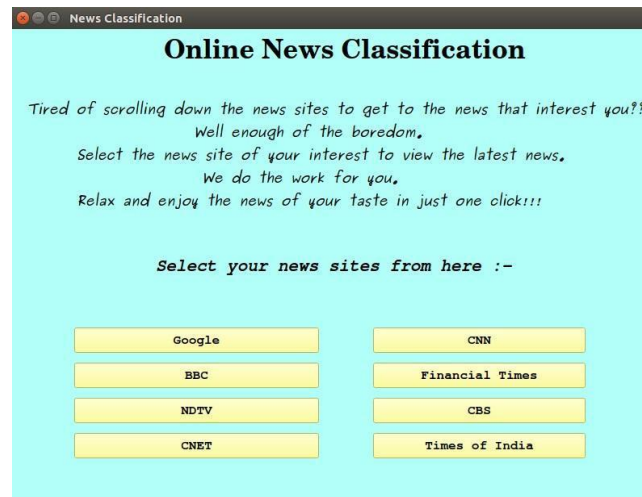 News Classification
Online News Classification
Tired of scrolling down the news sites to get to the news that interest you??
Well enough of the boredom.
Select the news site of your interest to view the latest news.
We do the work for you.
Relax and enjoy the news of your taste in just one click!!!
Select your news sites from here :-
Google
CNN
BBC
Financial Times
NDTV
CBS
CNET
Times of India